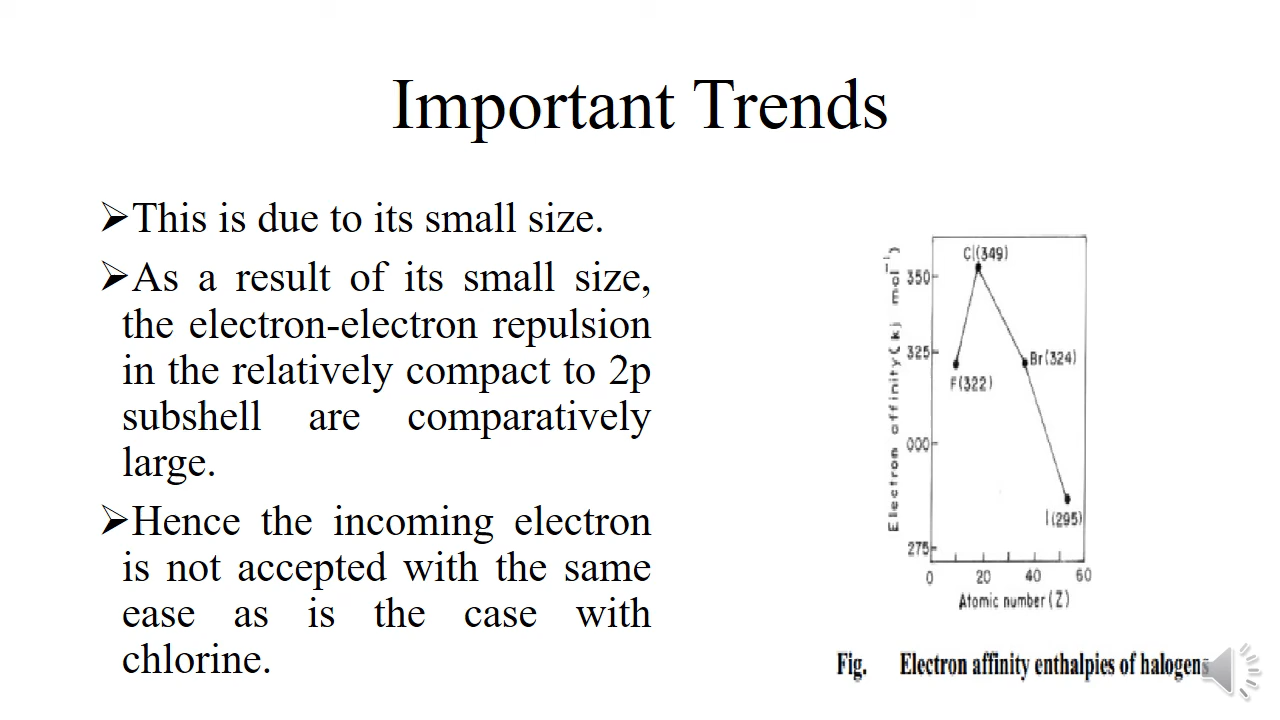 Important Trends
➢This is due to its small size.
➢As a result of its small size,
the electron-electron repulsion
in the relatively compact to 2p
subshell are comparatively
large.
➢Hence the incoming electron
is not accepted with the same
ease as is the case with
chlorine.
Electron affinity (kj mol⁻¹)
350
325
000
275
Cl(349)
F(322)
Br(324)
I(295)
0 20 40 60
Atomic number (Z)
Fig. Electron affinity enthalpies of halogens